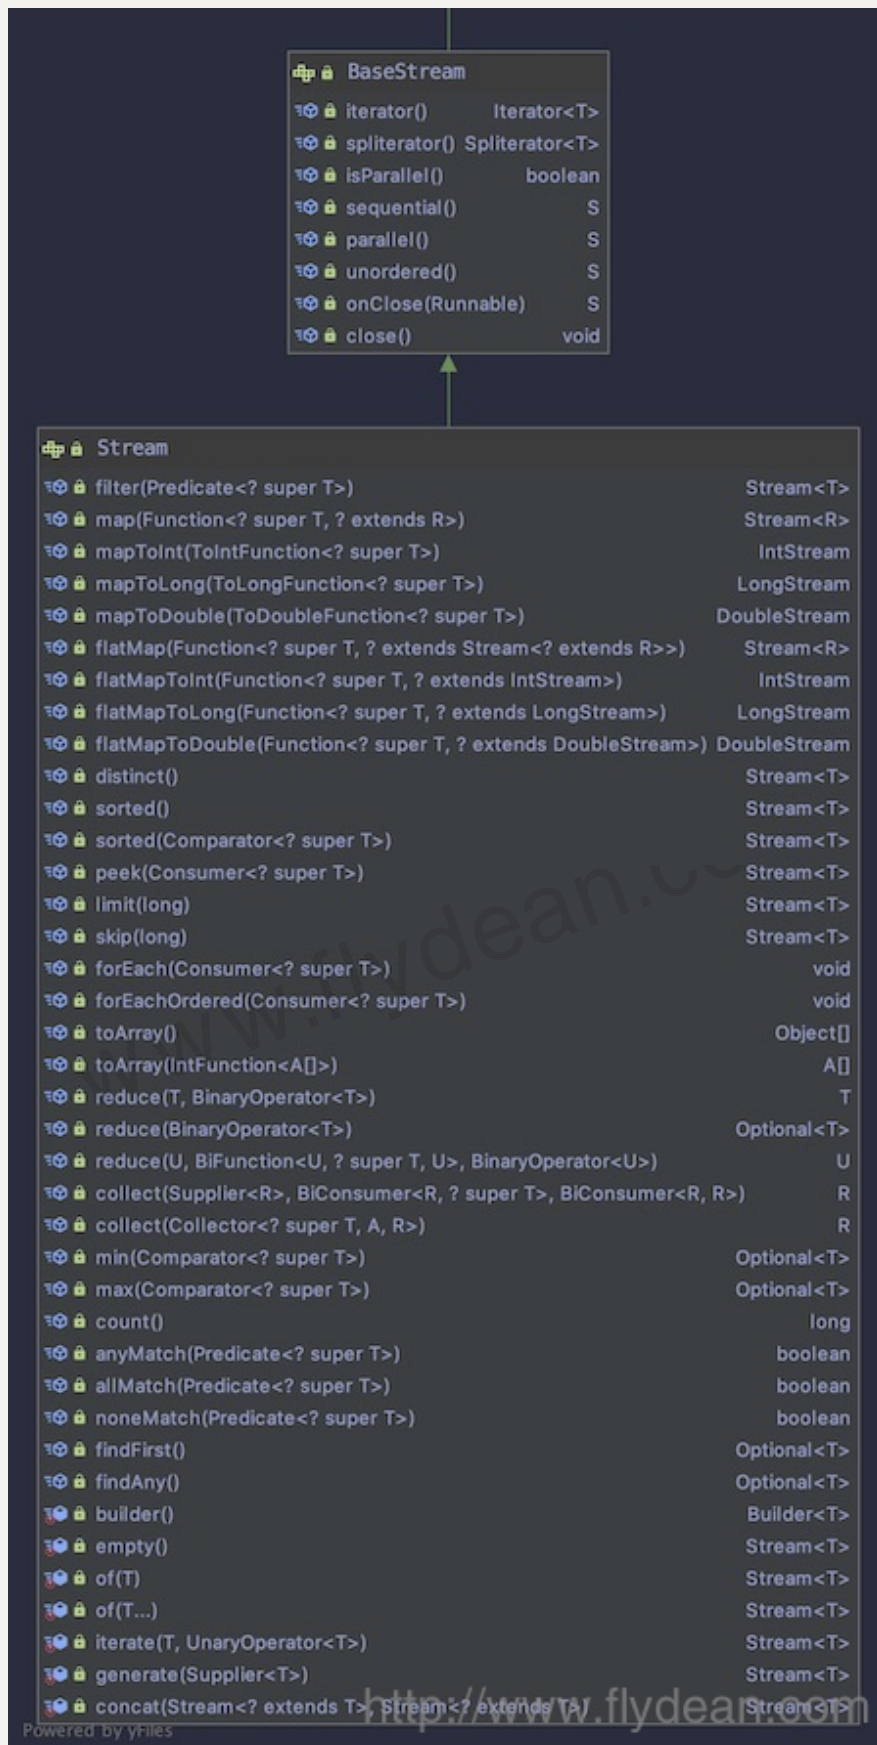 BaseStream
iterator() Iterator<T>
spliterator() Spliterator<T>
isParallel() boolean
sequential() S
parallel() S
unordered() S
onClose(Runnable) S
close() void
Stream
filter(Predicate<? super T>) Stream<T>
map(Function<? super T, ? extends R>) Stream<R>
mapToInt(ToIntFunction<? super T>) IntStream
mapToLong(ToLongFunction<? super T>) LongStream
mapToDouble(ToDoubleFunction<? super T>) DoubleStream
flatMap(Function<? super T, ? extends Stream<? extends R>>) Stream<R>
flatMapToInt(Function<? super T, ? extends IntStream>) IntStream
flatMapToLong(Function<? super T, ? extends LongStream>) LongStream
flatMapToDouble(Function<? super T, ? extends DoubleStream>) DoubleStream
distinct() Stream<T>
sorted() Stream<T>
sorted(Comparator<? super T>) Stream<T>
peek(Consumer<? super T>) Stream<T>
limit(long) Stream<T>
skip(long) Stream<T>
forEach(Consumer<? super T>) void
forEachOrdered(Consumer<? super T>) void
toArray() Object[]
toArray(IntFunction<A[]>) A[]
reduce(T, BinaryOperator<T>) T
reduce(BinaryOperator<T>) Optional<T>
reduce(U, BiFunction<U, ? super T, U>, BinaryOperator<U>) U
collect(Supplier<R>, BiConsumer<R, ? super T>, BiConsumer<R, R>) R
collect(Collector<? super T, A, R>) R
min(Comparator<? super T>) Optional<T>
max(Comparator<? super T>) Optional<T>
count() long
anyMatch(Predicate<? super T>) boolean
allMatch(Predicate<? super T>) boolean
noneMatch(Predicate<? super T>) boolean
findFirst() Optional<T>
findAny() Optional<T>
builder() Builder<T>
empty() Stream<T>
of(T) Stream<T>
of(T...) Stream<T>
iterate(T, UnaryOperator<T>) Stream<T>
generate(Supplier<T>) Stream<T>
concat(Stream<? extends T>, Stream<? extends T>) Stream<T>
http://www.flydean.com
Powered by yFiles
www.flydean.co